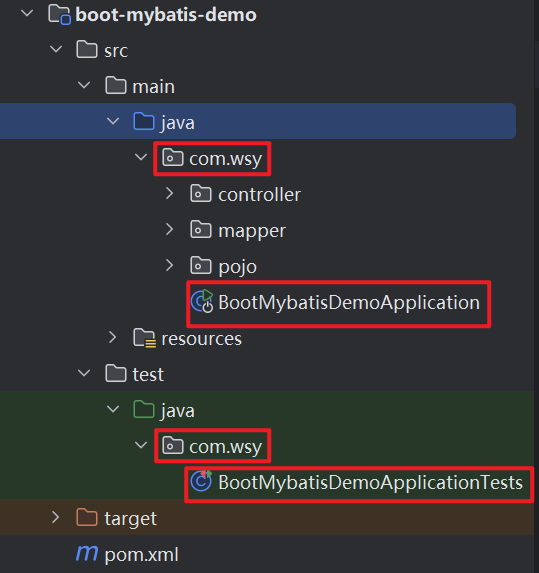 boot-mybatis-demo
src
main
java
com.wsy
controller
mapper
pojo
BootMybatisDemoApplication
resources
test
java
com.wsy
BootMybatisDemoApplicationTests
target
pom.xml